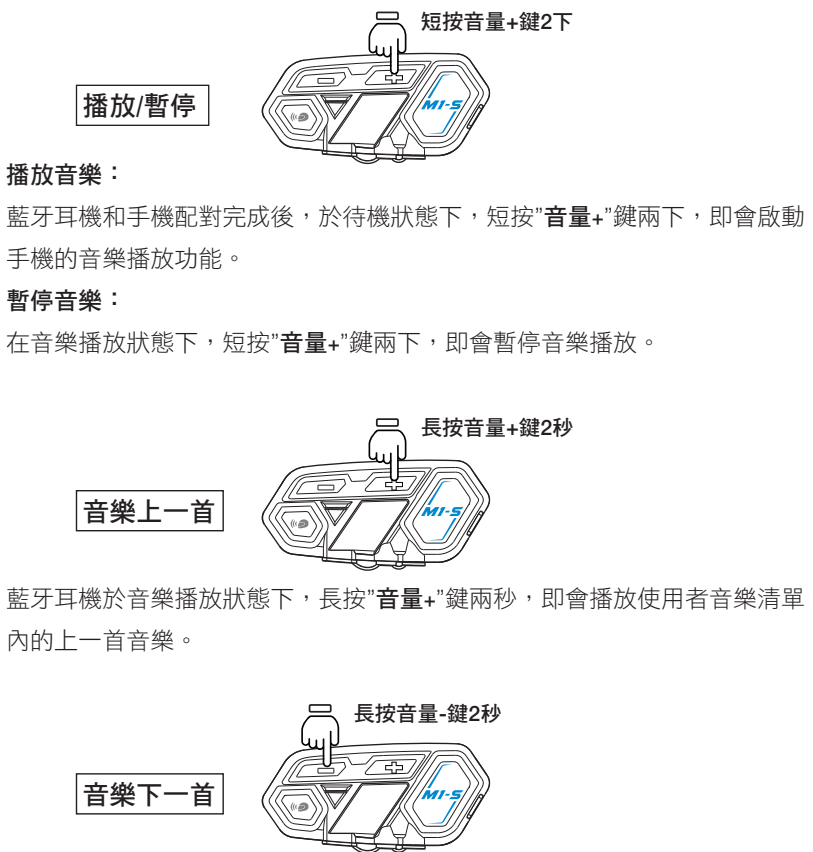 短按音量+鍵2下
播放/暫停
M1-S
播放音樂：
藍牙耳機和手機配對完成後，於待機狀態下，短按”音量+”鍵兩下，即會啟動
手機的音樂播放功能。
暫停音樂：
在音樂播放狀態下，短按”音量+”鍵兩下，即會暫停音樂播放。
長按音量+鍵2秒
音樂上一首
M1-S
藍牙耳機於音樂播放狀態下，長按”音量+”鍵兩秒，即會播放使用者音樂清單
內的上一首音樂。
長按音量-鍵2秒
音樂下一首
M1-S